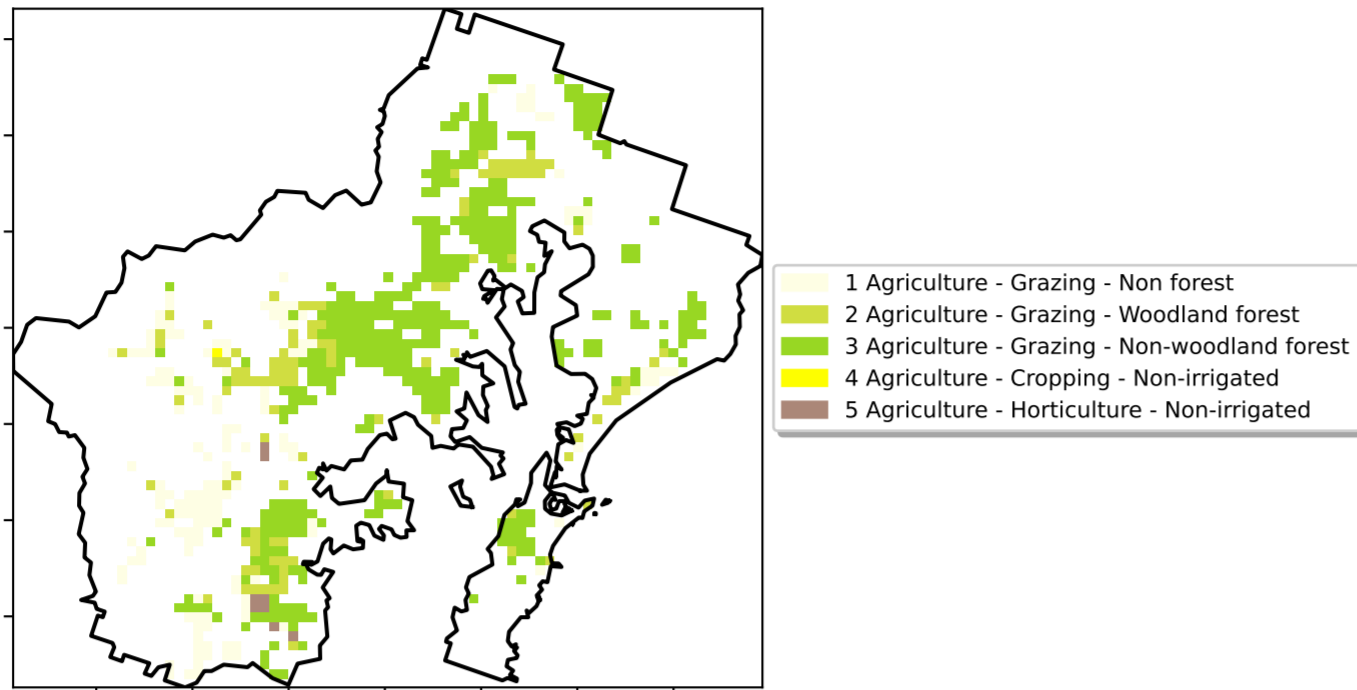 1 Agriculture - Grazing - Non forest
2 Agriculture - Grazing - Woodland forest
3 Agriculture - Grazing - Non-woodland forest
4 Agriculture - Cropping - Non-irrigated
5 Agriculture - Horticulture - Non-irrigated